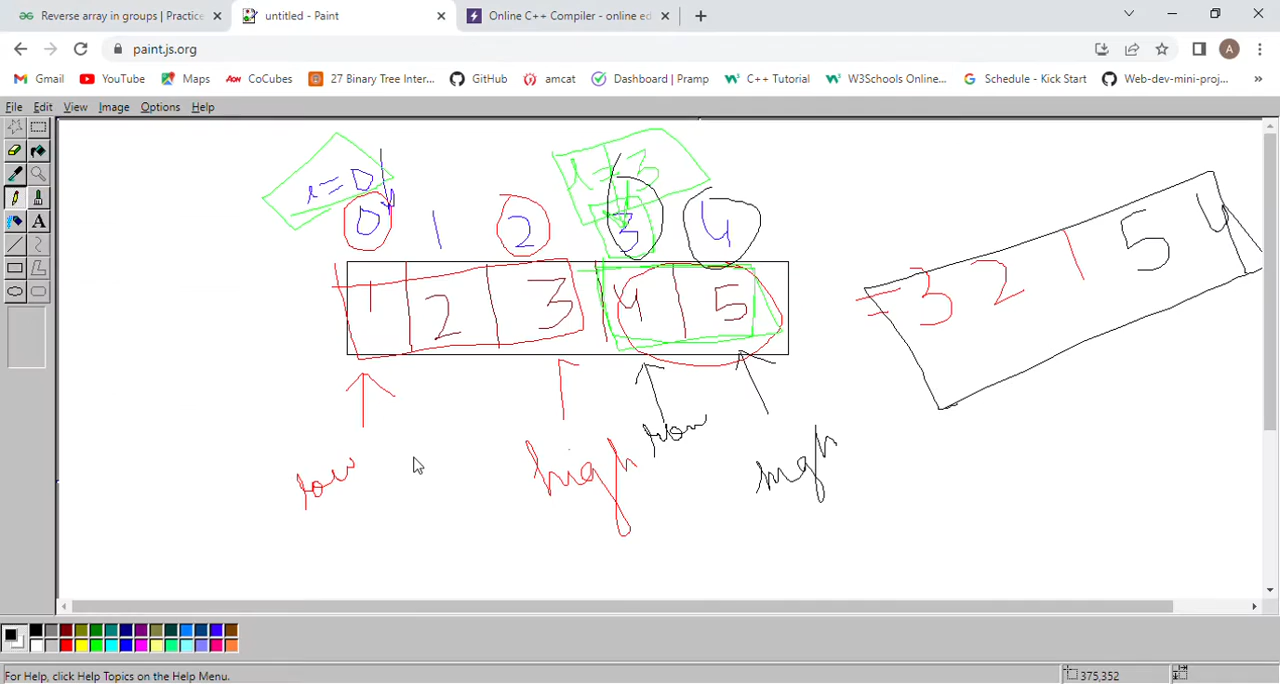 Reverse array in groups | Practice
untitled - Paint
Online C++ Compiler - online ed
paint.js.org
A
Gmail
YouTube
Maps
CoCubes
27 Binary Tree Inter...
GitHub
amcat
Dashboard | Pramp
C++ Tutorial
W3Schools Online...
Schedule - Kick Start
Web-dev-mini-proj...
»
File Edit View Image Options Help
i=0
i=3
0 1 2 3 4
1 2 3 4 5
= 3 2 1 5 4
low
high
low
high
For Help, click Help Topics on the Help Menu.
375,352